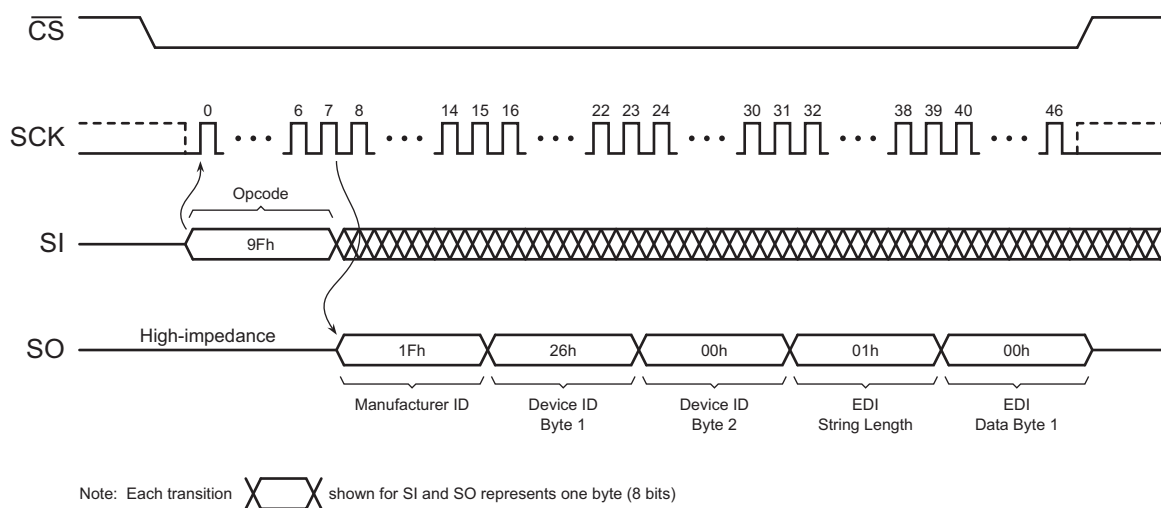 CS
0 6 7 8 14 15 16 22 23 24 30 31 32 38 39 40 46
SCK
Opcode
SI
9Fh
High-impedance
SO
1Fh 26h 00h 01h 00h
Manufacturer ID
Device ID
Byte 1
Device ID
Byte 2
EDI
String Length
EDI
Data Byte 1
Note: Each transition shown for SI and SO represents one byte (8 bits)